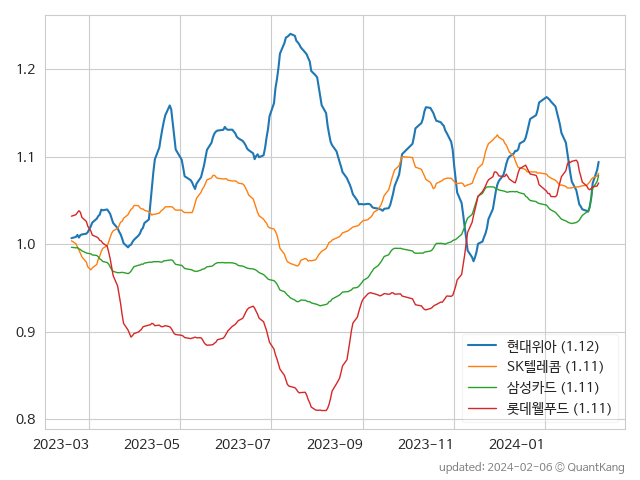 1.2
1.1
1.0
0.9
0.8
현대위아 (1.12)
SK텔레콤 (1.11)
삼성카드 (1.11)
롯데웰푸드 (1.11)
2023-03 2023-05 2023-07 2023-09 2023-11 2024-01
updated: 2024-02-06 © QuantKang